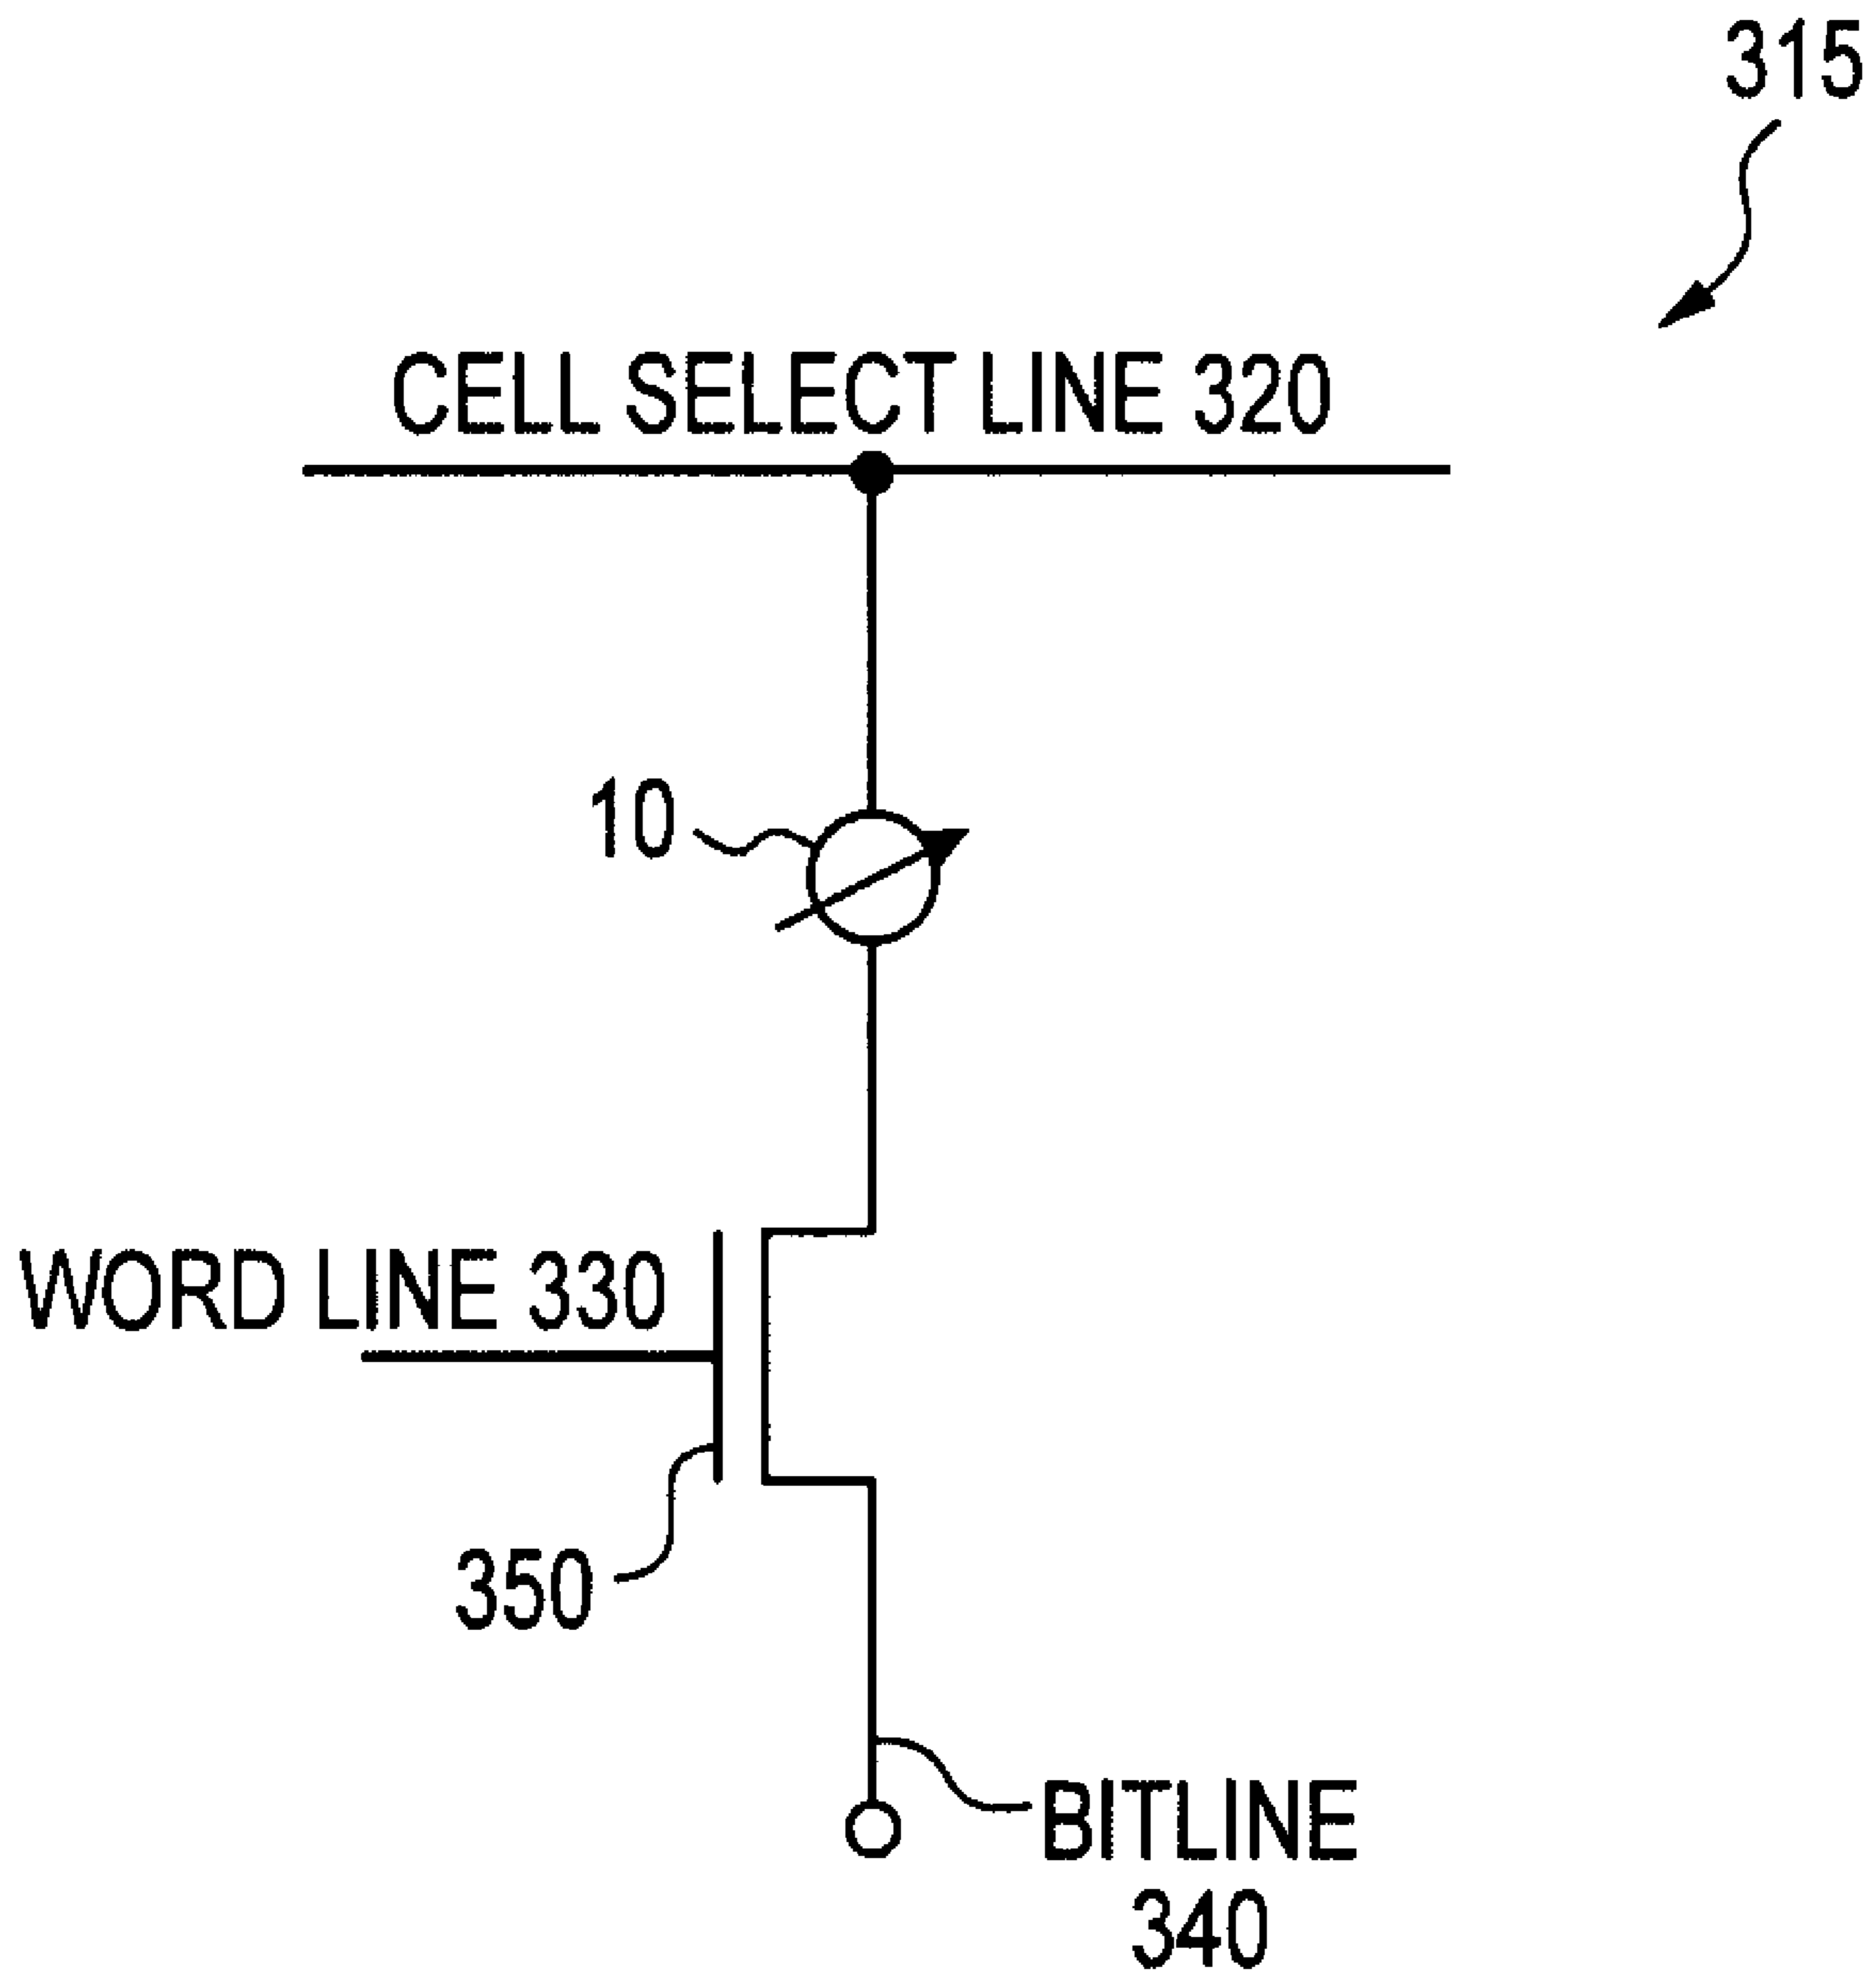 315
CELL SELECT LINE 320
10
WORD LINE 330
350
BITLINE
340